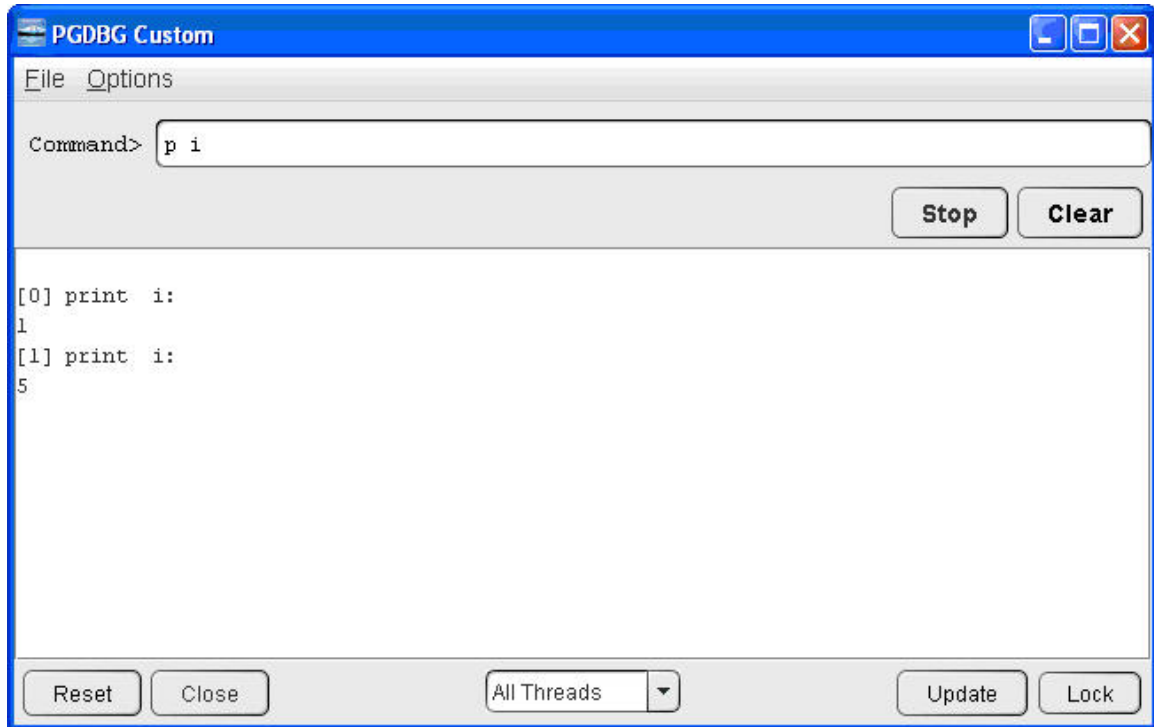 PGDBG Custom
File Options
Command> p i
Stop Clear
[0] print  i:
1
[1] print  i:
5
Reset Close All Threads Update Lock